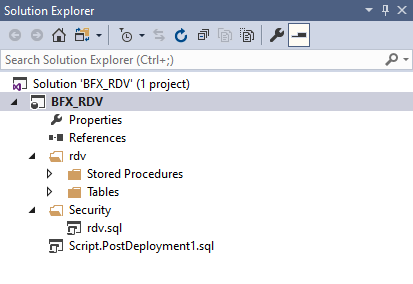 Solution Explorer
Search Solution Explorer (Ctrl+;)
Solution 'BFX_RDV' (1 project)
BFX_RDV
Properties
References
rdv
Stored Procedures
Tables
Security
rdv.sql
Script.PostDeployment1.sql